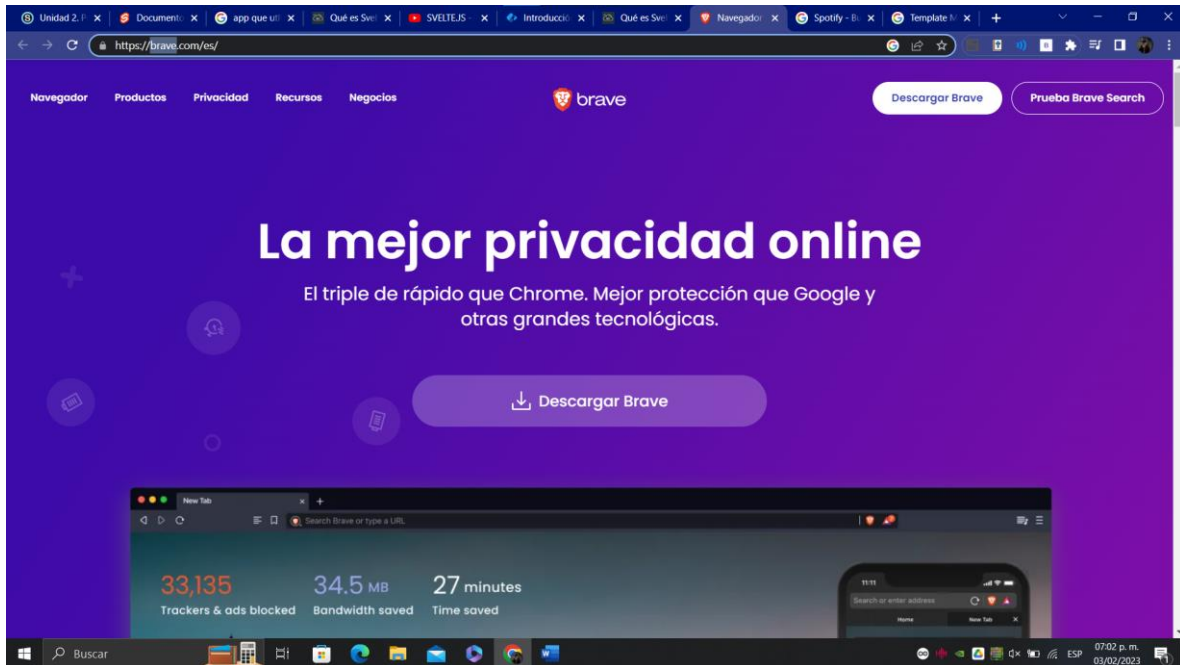 Unidad 2. P
Documento
app que uti
Qué es Svel
SVELTEJS -
Introducció
Qué es Svel
Navegador
Spotify - Bu
Template M
https://brave.com/es/
Navegador
Productos
Privacidad
Recursos
Negocios
brave
Descargar Brave
Prueba Brave Search
La mejor privacidad online
El triple de rápido que Chrome. Mejor protección que Google y
otras grandes tecnológicas.
Descargar Brave
New Tab
Search Brave or type a URL
33,135
34.5 MB
27 minutes
Trackers & ads blocked
Bandwidth saved
Time saved
11:11
Search or enter address
Home
New Tab
Buscar
ESP
07:02 p. m.
03/02/2023